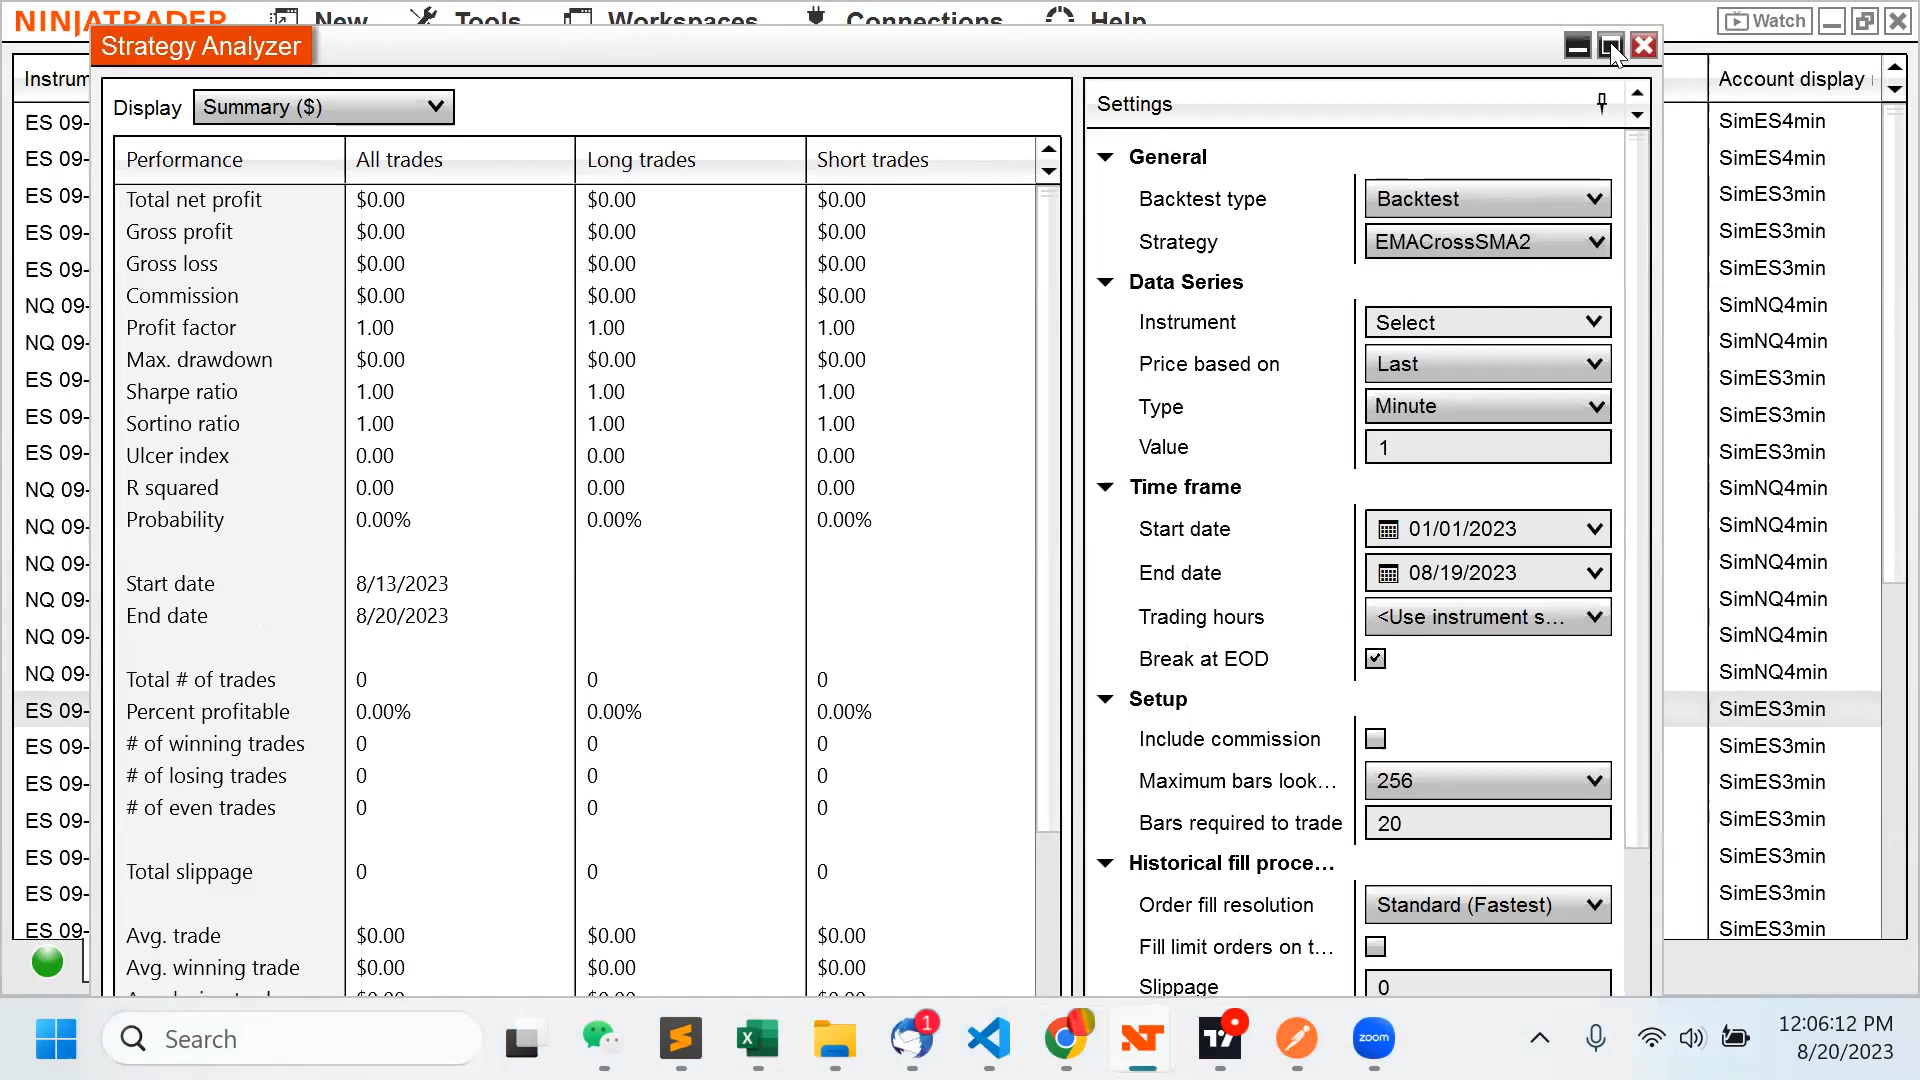 NINJATRADER New Tools Workspaces Connections Help Watch
Strategy Analyzer
Instrum
Account display
Display Summary ($)
Settings
Performance All trades Long trades Short trades
General
Total net profit $0.00 $0.00 $0.00
Backtest type Backtest
Gross profit $0.00 $0.00 $0.00
Strategy EMACrossSMA2
Gross loss $0.00 $0.00 $0.00
Data Series
Commission $0.00 $0.00 $0.00
Instrument Select
Profit factor 1.00 1.00 1.00
Price based on Last
Max. drawdown $0.00 $0.00 $0.00
Type Minute
Sharpe ratio 1.00 1.00 1.00
Value 1
Sortino ratio 1.00 1.00 1.00
Time frame
Ulcer index 0.00 0.00 0.00
Start date 01/01/2023
R squared 0.00 0.00 0.00
End date 08/19/2023
Probability 0.00% 0.00% 0.00%
Trading hours <Use instrument s...
Start date 8/13/2023
Break at EOD
End date 8/20/2023
Setup
Total # of trades 0 0 0
Include commission
Percent profitable 0.00% 0.00% 0.00%
Maximum bars look... 256
# of winning trades 0 0 0
Bars required to trade 20
# of losing trades 0 0 0
Historical fill proce...
# of even trades 0 0 0
Order fill resolution Standard (Fastest)
Total slippage 0 0 0
Fill limit orders on t...
Avg. trade $0.00 $0.00 $0.00
Slippage 0
Avg. winning trade $0.00 $0.00 $0.00
ES 09-
ES 09-
ES 09-
ES 09-
ES 09-
NQ 09-
NQ 09-
ES 09-
ES 09-
ES 09-
NQ 09-
NQ 09-
NQ 09-
NQ 09-
NQ 09-
NQ 09-
ES 09-
ES 09-
ES 09-
ES 09-
ES 09-
ES 09-
ES 09-
SimES4min
SimES4min
SimES3min
SimES3min
SimES3min
SimNQ4min
SimNQ4min
SimES3min
SimES3min
SimES3min
SimNQ4min
SimNQ4min
SimNQ4min
SimNQ4min
SimNQ4min
SimNQ4min
SimES3min
SimES3min
SimES3min
SimES3min
SimES3min
SimES3min
SimES3min
Search
1
zoom
12:06:12 PM
8/20/2023